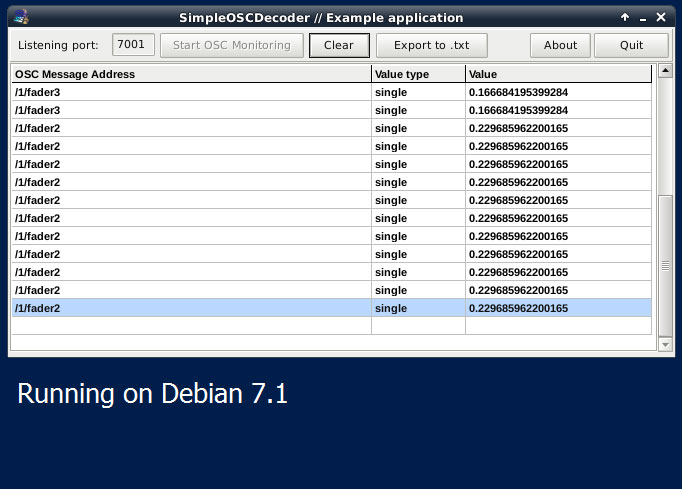 SimpleOSCDecoder // Example application
Listening port: 7001 Start OSC Monitoring Clear Export to .txt About Quit
OSC Message Address Value type Value
/1/fader3 single 0.166684195399284
/1/fader3 single 0.166684195399284
/1/fader2 single 0.229685962200165
/1/fader2 single 0.229685962200165
/1/fader2 single 0.229685962200165
/1/fader2 single 0.229685962200165
/1/fader2 single 0.229685962200165
/1/fader2 single 0.229685962200165
/1/fader2 single 0.229685962200165
/1/fader2 single 0.229685962200165
/1/fader2 single 0.229685962200165
/1/fader2 single 0.229685962200165
/1/fader2 single 0.229685962200165
Running on Debian 7.1